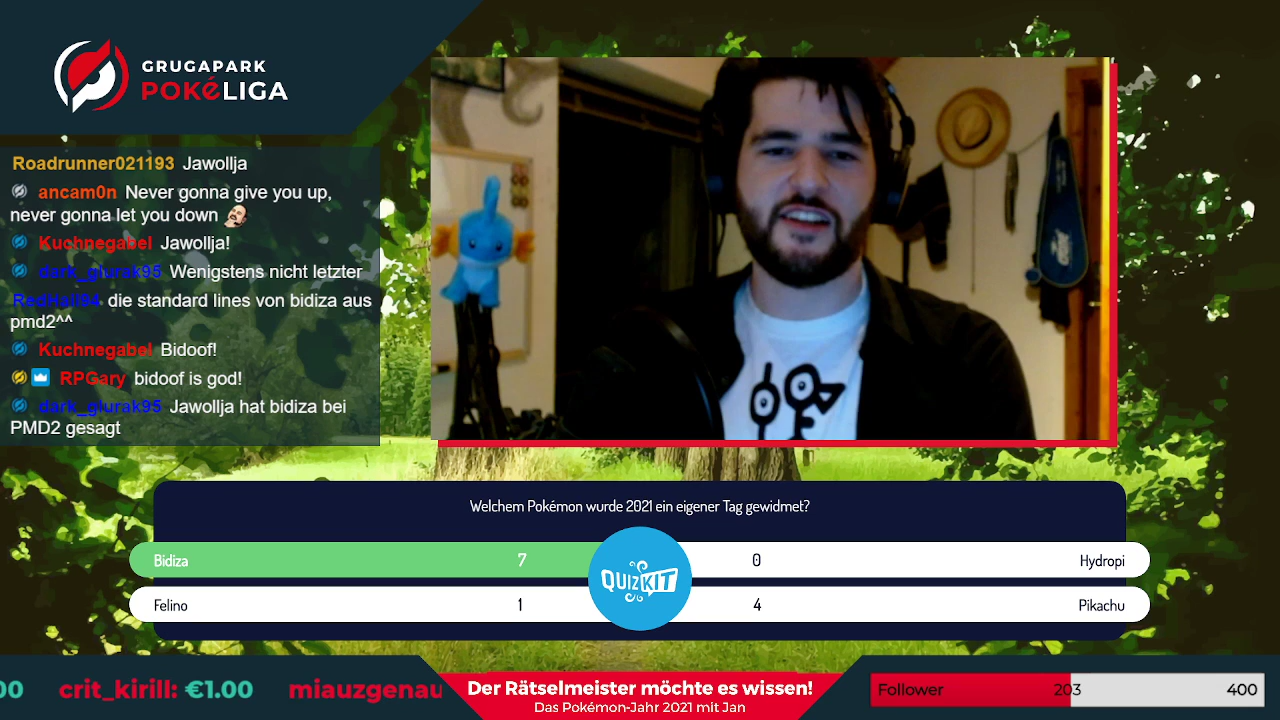 GRUGAPARK
POKéLIGA
Roadrunner021193 Jawollja
ancam0n Never gonna give you up,
never gonna let you down
Kuchnegabel Jawollja!
dark_glurak95 Wenigstens nicht letzter
RedHail94 die standard lines von bidiza aus
pmd2^^
Kuchnegabel Bidoof!
RPGary bidoof is god!
dark_glurak95 Jawollja hat bidiza bei
PMD2 gesagt
Welchem Pokémon wurde 2021 ein eigener Tag gewidmet?
Bidiza 7 0 Hydropi
QUIZKIT
Felino 1 4 Pikachu
00 crit_kirill: €1.00 miauzgenau
Der Rätselmeister möchte es wissen!
Das Pokémon-Jahr 2021 mit Jan
Follower 203 400